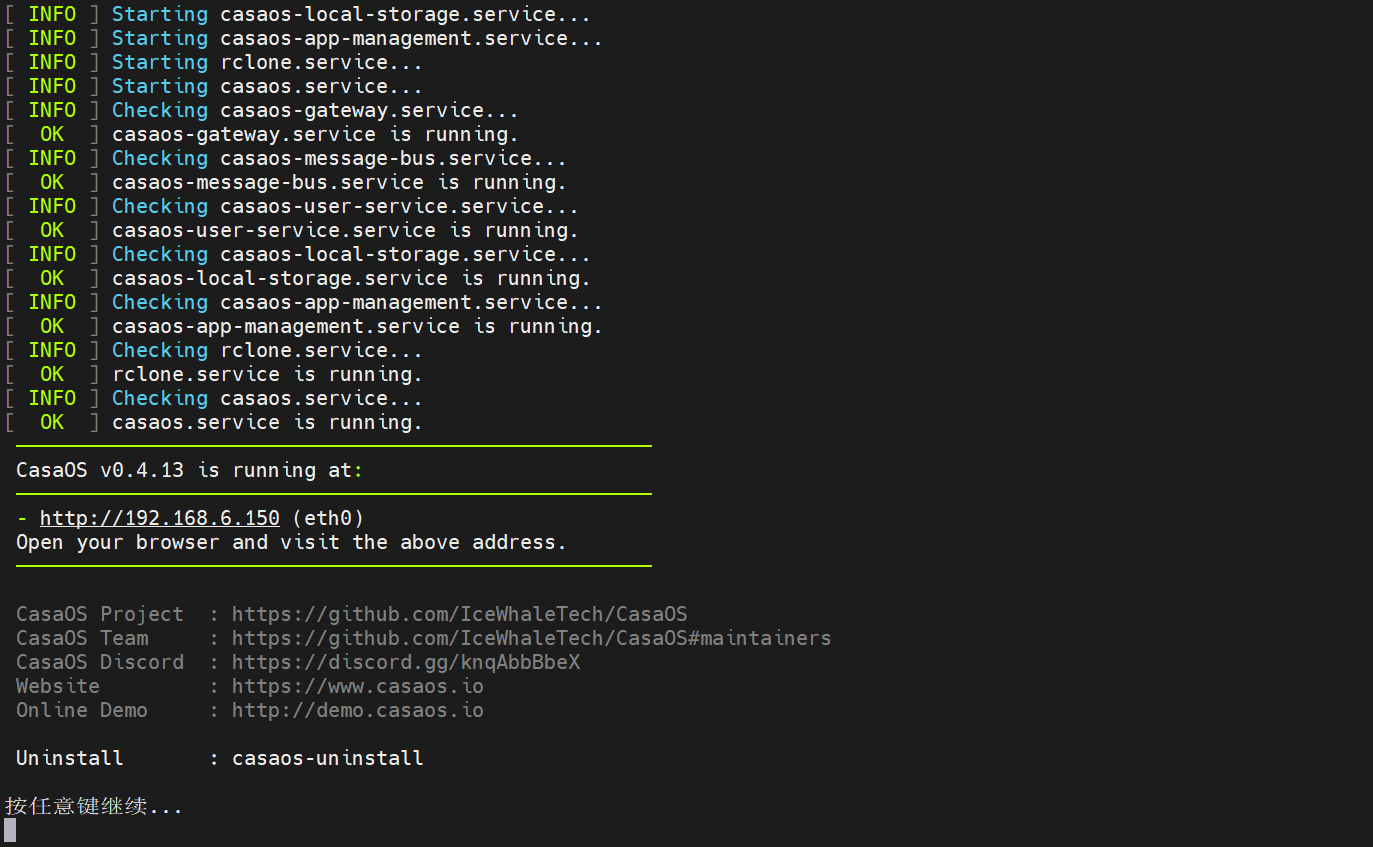 [ INFO ] Starting casaos-local-storage.service...
[ INFO ] Starting casaos-app-management.service...
[ INFO ] Starting rclone.service...
[ INFO ] Starting casaos.service...
[ INFO ] Checking casaos-gateway.service...
[  OK  ] casaos-gateway.service is running.
[ INFO ] Checking casaos-message-bus.service...
[  OK  ] casaos-message-bus.service is running.
[ INFO ] Checking casaos-user-service.service...
[  OK  ] casaos-user-service.service is running.
[ INFO ] Checking casaos-local-storage.service...
[  OK  ] casaos-local-storage.service is running.
[ INFO ] Checking casaos-app-management.service...
[  OK  ] casaos-app-management.service is running.
[ INFO ] Checking rclone.service...
[  OK  ] rclone.service is running.
[ INFO ] Checking casaos.service...
[  OK  ] casaos.service is running.
CasaOS v0.4.13 is running at:
- http://192.168.6.150 (eth0)
Open your browser and visit the above address.
CasaOS Project  : https://github.com/IceWhaleTech/CasaOS
CasaOS Team     : https://github.com/IceWhaleTech/CasaOS#maintainers
CasaOS Discord  : https://discord.gg/knqAbbBbeX
Website         : https://www.casaos.io
Online Demo     : http://demo.casaos.io
Uninstall       : casaos-uninstall
按任意键继续...